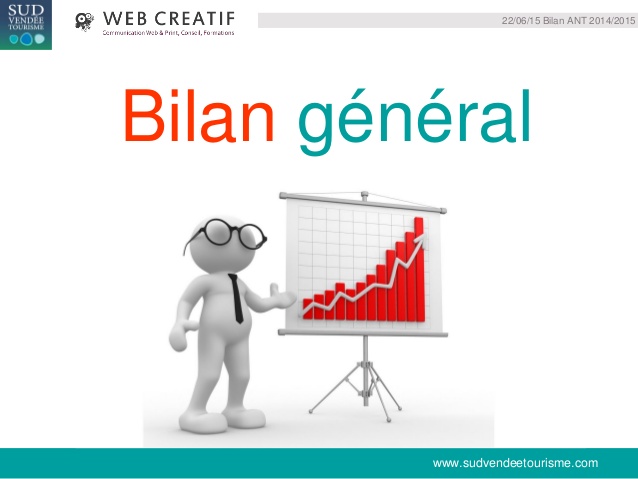 SUD
VENDÉE
TOURISME
WEB CREATIF
Communication Web & Print, Conseil, Formations
22/06/15 Bilan ANT 2014/2015
Bilan général
www.sudvendeetourisme.com